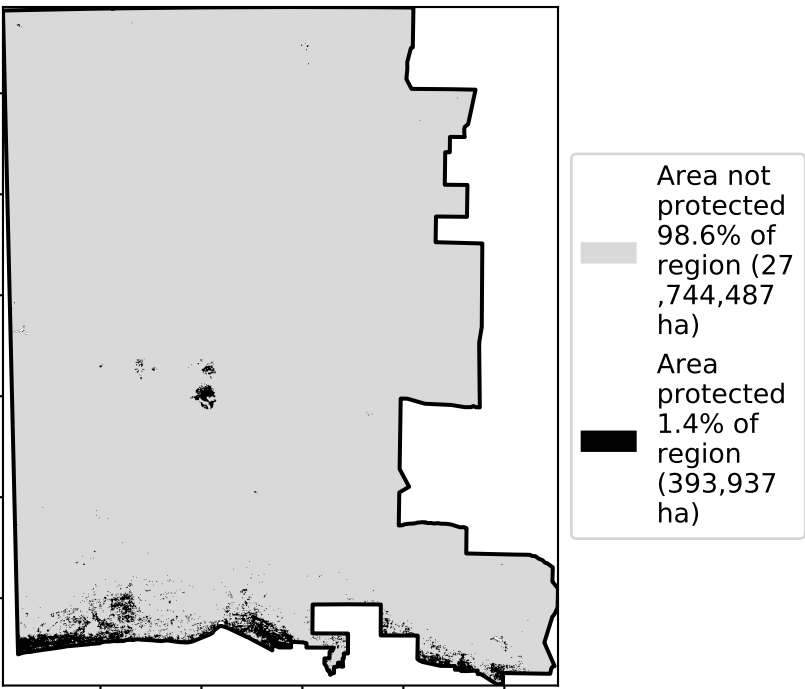 Area not
protected
98.6% of
region (27
,744,487
ha)
Area
protected
1.4% of
region
(393,937
ha)